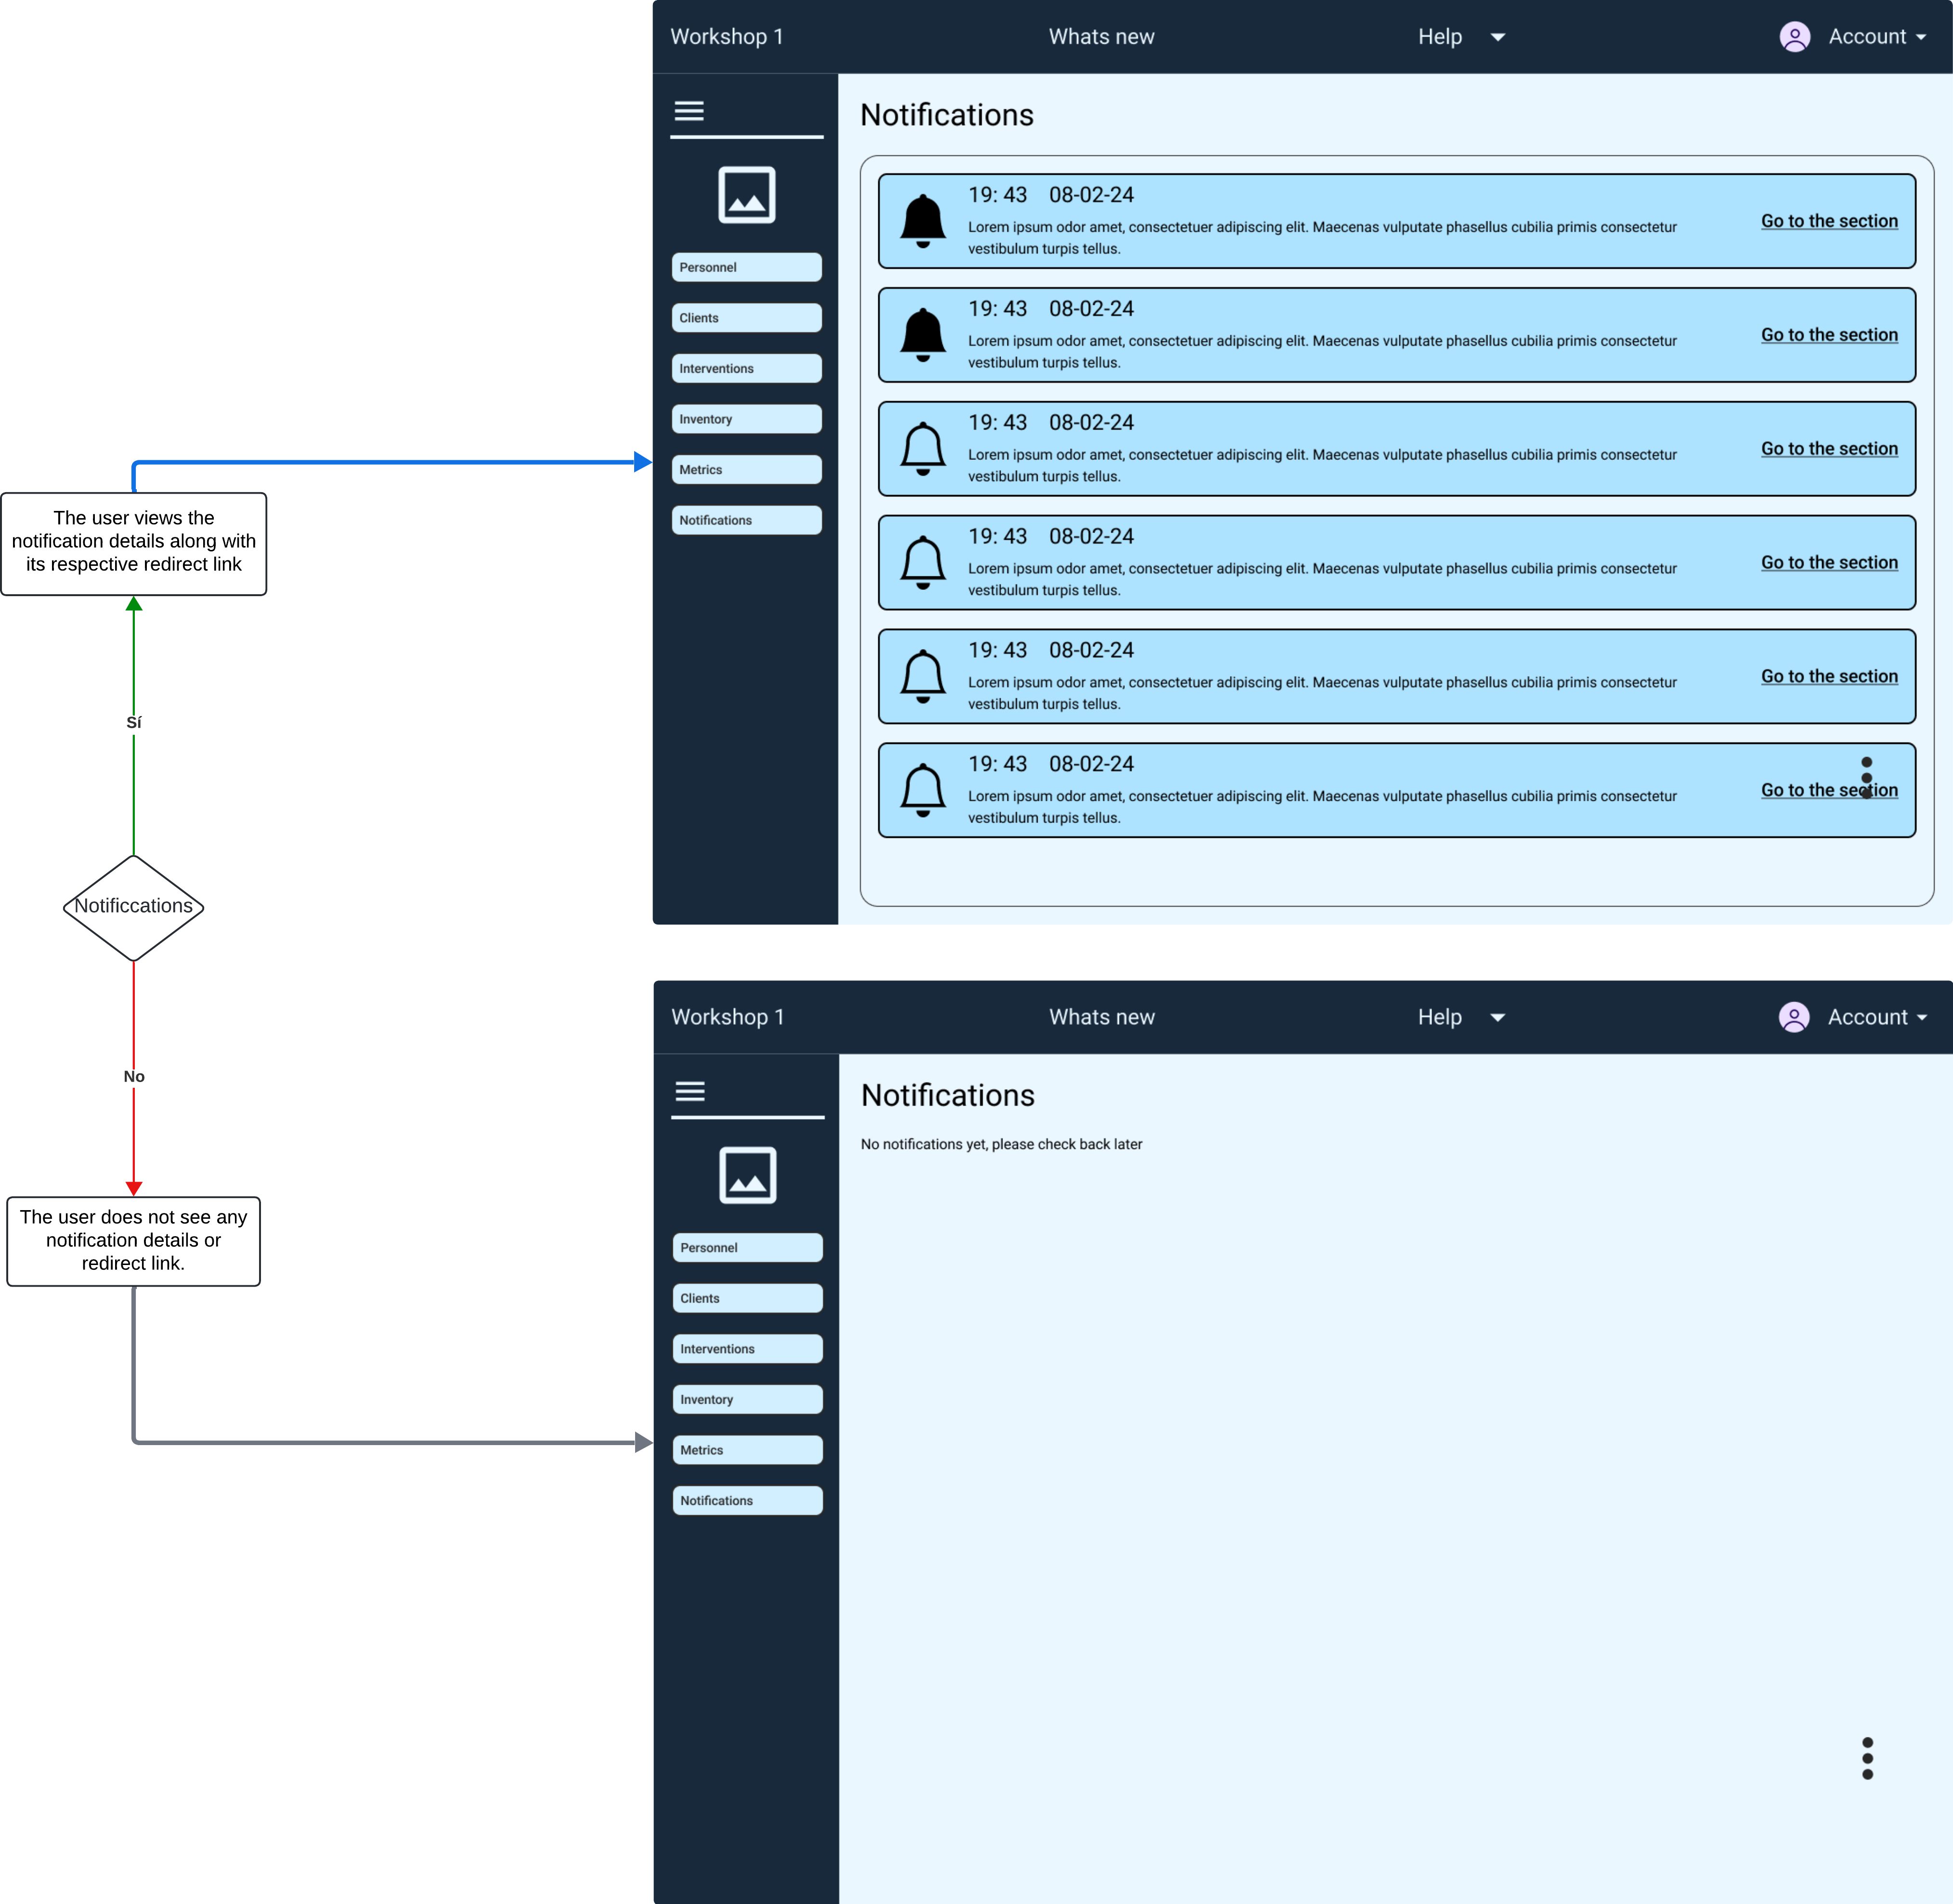 Workshop 1
Whats new
Help
Account
Notifications
Personnel
Clients
Interventions
Inventory
Metrics
Notifications
19: 43 08-02-24
Lorem ipsum odor amet, consectetuer adipiscing elit. Maecenas vulputate phasellus cubilia primis consectetur
vestibulum turpis tellus.
Go to the section
19: 43 08-02-24
Lorem ipsum odor amet, consectetuer adipiscing elit. Maecenas vulputate phasellus cubilia primis consectetur
vestibulum turpis tellus.
Go to the section
19: 43 08-02-24
Lorem ipsum odor amet, consectetuer adipiscing elit. Maecenas vulputate phasellus cubilia primis consectetur
vestibulum turpis tellus.
Go to the section
19: 43 08-02-24
Lorem ipsum odor amet, consectetuer adipiscing elit. Maecenas vulputate phasellus cubilia primis consectetur
vestibulum turpis tellus.
Go to the section
19: 43 08-02-24
Lorem ipsum odor amet, consectetuer adipiscing elit. Maecenas vulputate phasellus cubilia primis consectetur
vestibulum turpis tellus.
Go to the section
19: 43 08-02-24
Lorem ipsum odor amet, consectetuer adipiscing elit. Maecenas vulputate phasellus cubilia primis consectetur
vestibulum turpis tellus.
Go to the section
The user views the
notification details along with
its respective redirect link
Sí
Notificcations
No
The user does not see any
notification details or
redirect link.
Workshop 1
Whats new
Help
Account
Notifications
No notifications yet, please check back later
Personnel
Clients
Interventions
Inventory
Metrics
Notifications